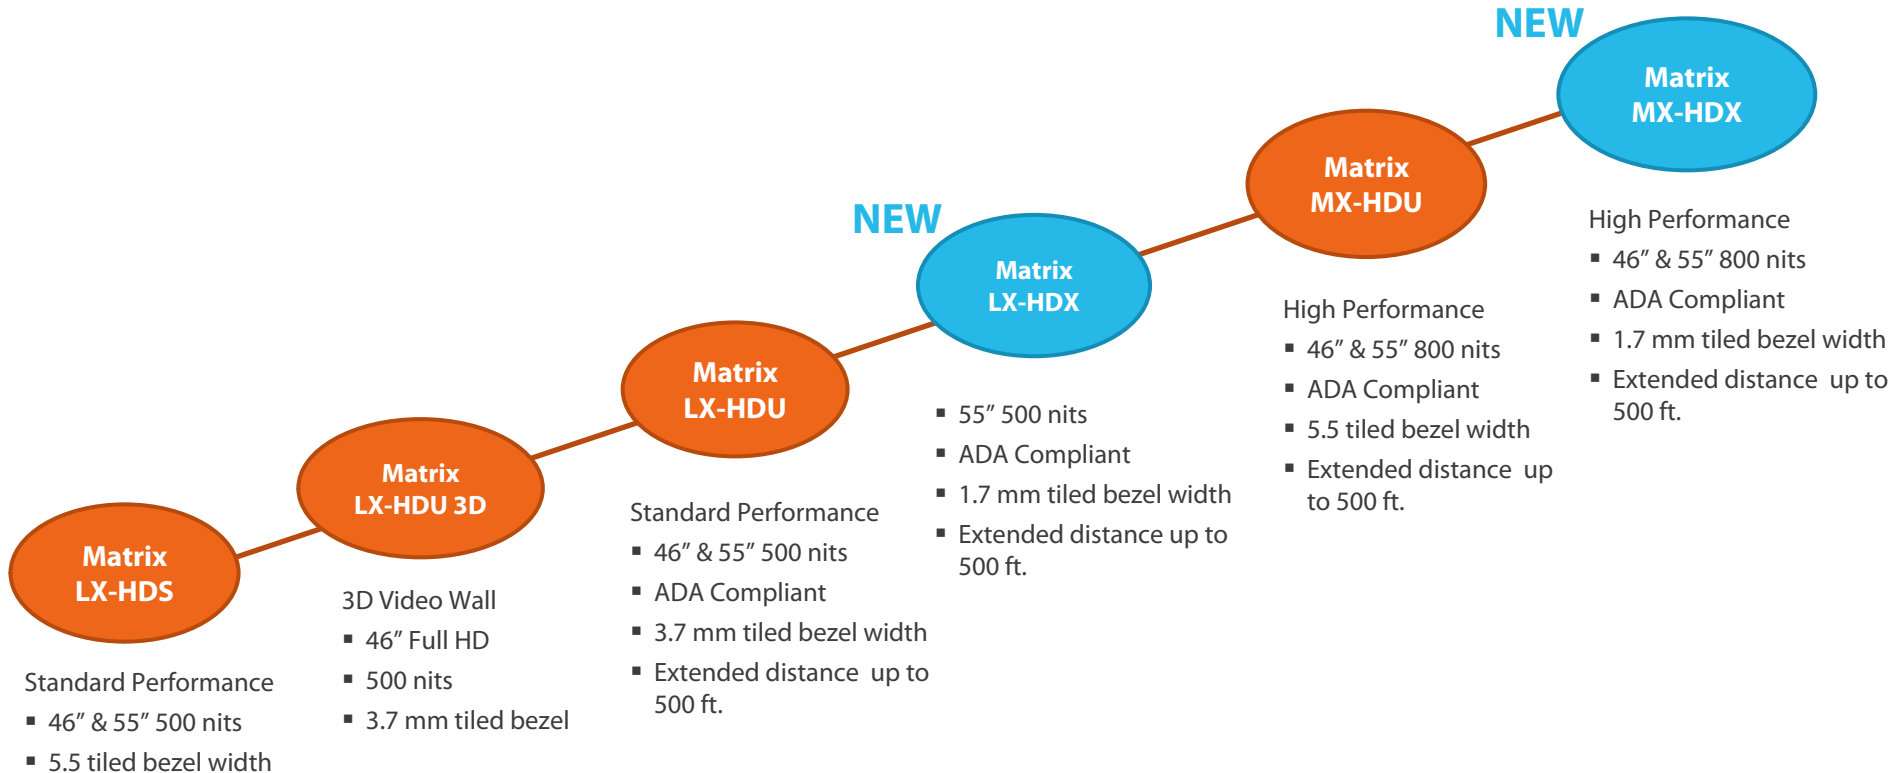 Matrix
LX-HDS
Standard Performance
▪ 46” & 55” 500 nits
▪ 5.5 tiled bezel width
Matrix
LX-HDU 3D
3D Video Wall
▪ 46” Full HD
▪ 500 nits
▪ 3.7 mm tiled bezel
Matrix
LX-HDU
Standard Performance
▪ 46” & 55” 500 nits
▪ ADA Compliant
▪ 3.7 mm tiled bezel width
▪ Extended distance up to
500 ft.
NEW
Matrix
LX-HDX
▪ 55” 500 nits
▪ ADA Compliant
▪ 1.7 mm tiled bezel width
▪ Extended distance up to
500 ft.
Matrix
MX-HDU
High Performance
▪ 46” & 55” 800 nits
▪ ADA Compliant
▪ 5.5 tiled bezel width
▪ Extended distance up
to 500 ft.
NEW
Matrix
MX-HDX
High Performance
▪ 46” & 55” 800 nits
▪ ADA Compliant
▪ 1.7 mm tiled bezel width
▪ Extended distance up to
500 ft.